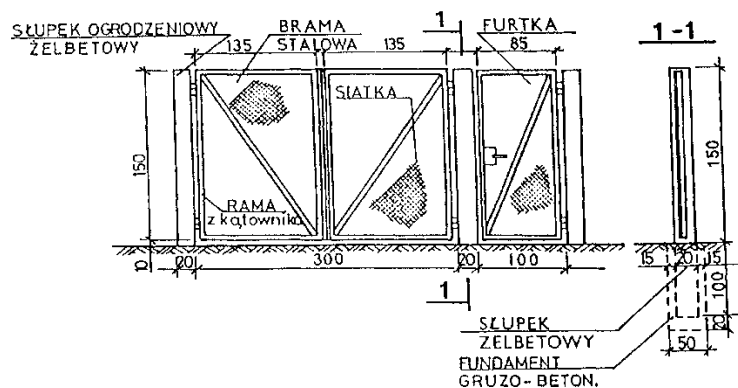 SŁUPEK OGRODZENIOWY
ŻELBETOWY
BRAMA
STALOWA
135
135
1
FURTKA
85
1-1
SIATKA
150
RAMA
z kątownika
150
10
20
300
20
100
1
15
20
15
100
20
50
SŁUPEK
ŻELBETOWY
FUNDAMENT
GRUZO-BETON.